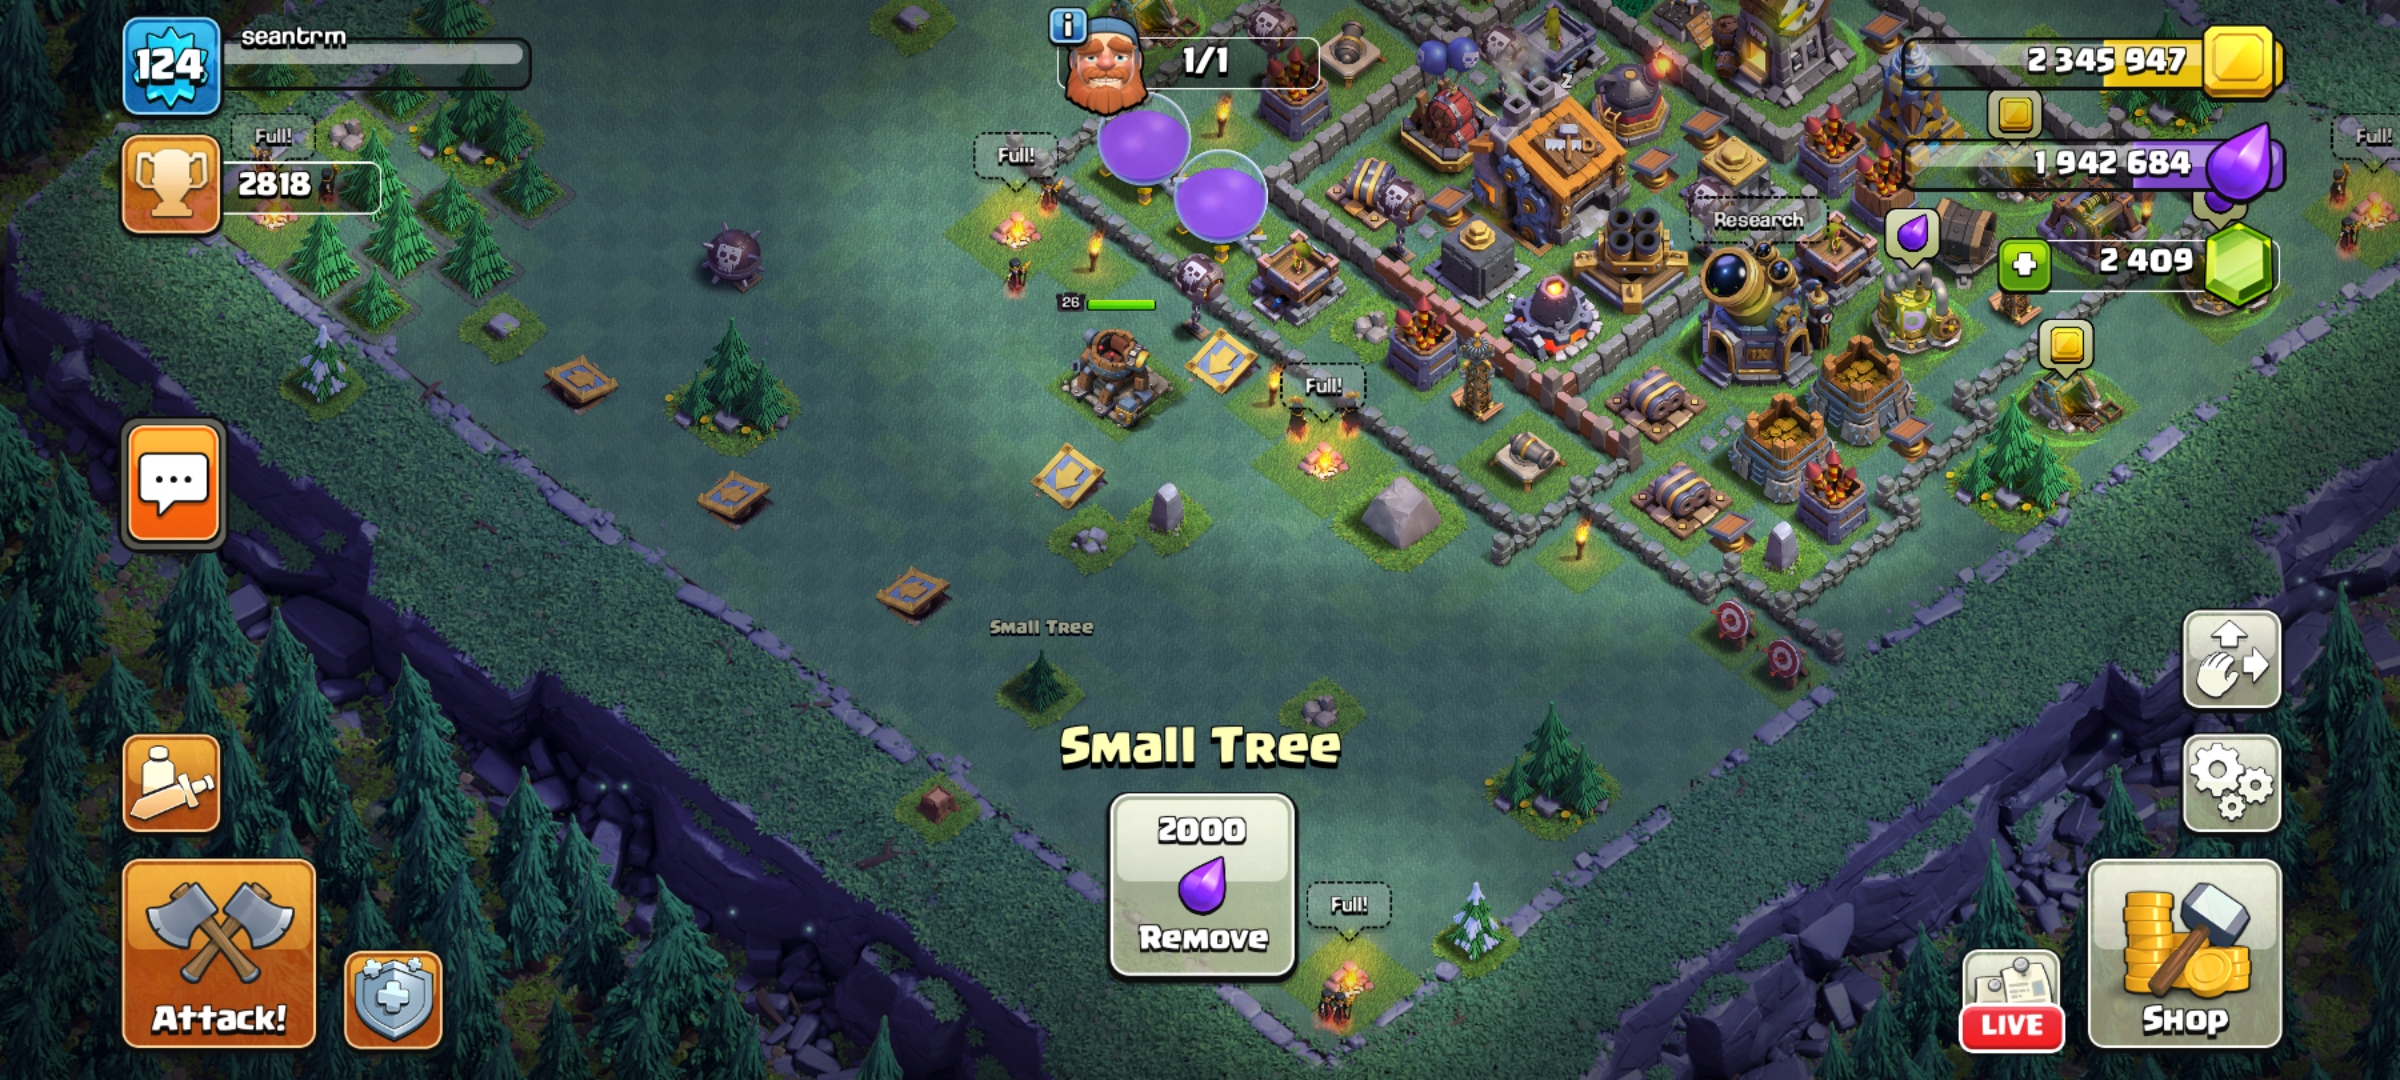 124
seantrm
1/1
2 345 947
Full!
2818
Full!
Full!
1 942 684
Research
2 409
26
Full!
Small Tree
Small Tree
2000
Remove
Full!
Attack!
LIVE
Shop